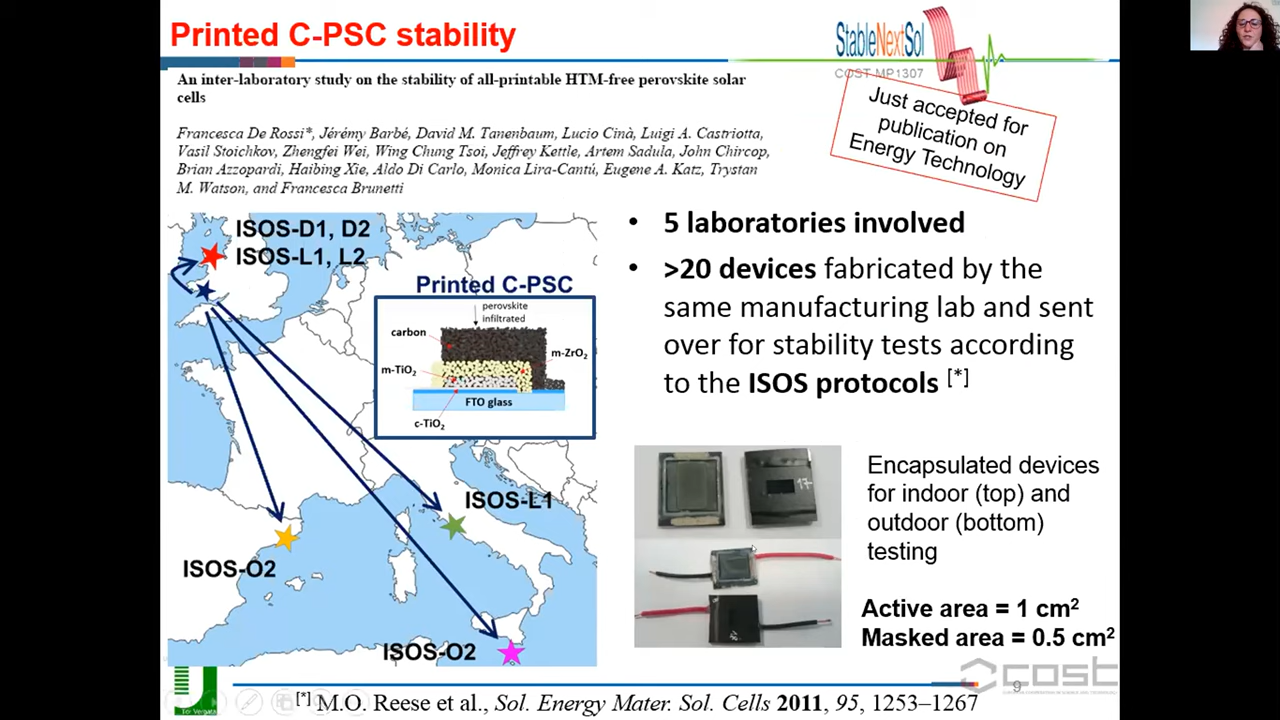 Printed C-PSC stability
StableNextSol
COST-MP1307
An inter-laboratory study on the stability of all-printable HTM-free perovskite solar
cells
Francesca De Rossi*, Jérémy Barbé, David M. Tanenbaum, Lucio Cinà, Luigi A. Castriotta,
Vasil Stoichkov, Zhengfei Wei, Wing Chung Tsoi, Jeffrey Kettle, Artem Sadula, John Chircop,
Brian Azzopardi, Haibing Xie, Aldo Di Carlo, Monica Lira-Cantú, Eugene A. Katz, Trystan
M. Watson, and Francesca Brunetti
Just accepted for
publication on
Energy Technology
ISOS-D1, D2
ISOS-L1, L2
Printed C-PSC
perovskite
infiltrated
carbon
m-ZrO₂
m-TiO₂
FTO glass
c-TiO₂
ISOS-L1
ISOS-O2
ISOS-O2
• 5 laboratories involved
• >20 devices fabricated by the
same manufacturing lab and sent
over for stability tests according
to the ISOS protocols [*]
17
Encapsulated devices
for indoor (top) and
outdoor (bottom)
testing
Active area = 1 cm²
Masked area = 0.5 cm²
cost
9
Tor Vergata
[*] M.O. Reese et al., Sol. Energy Mater. Sol. Cells 2011, 95, 1253–1267